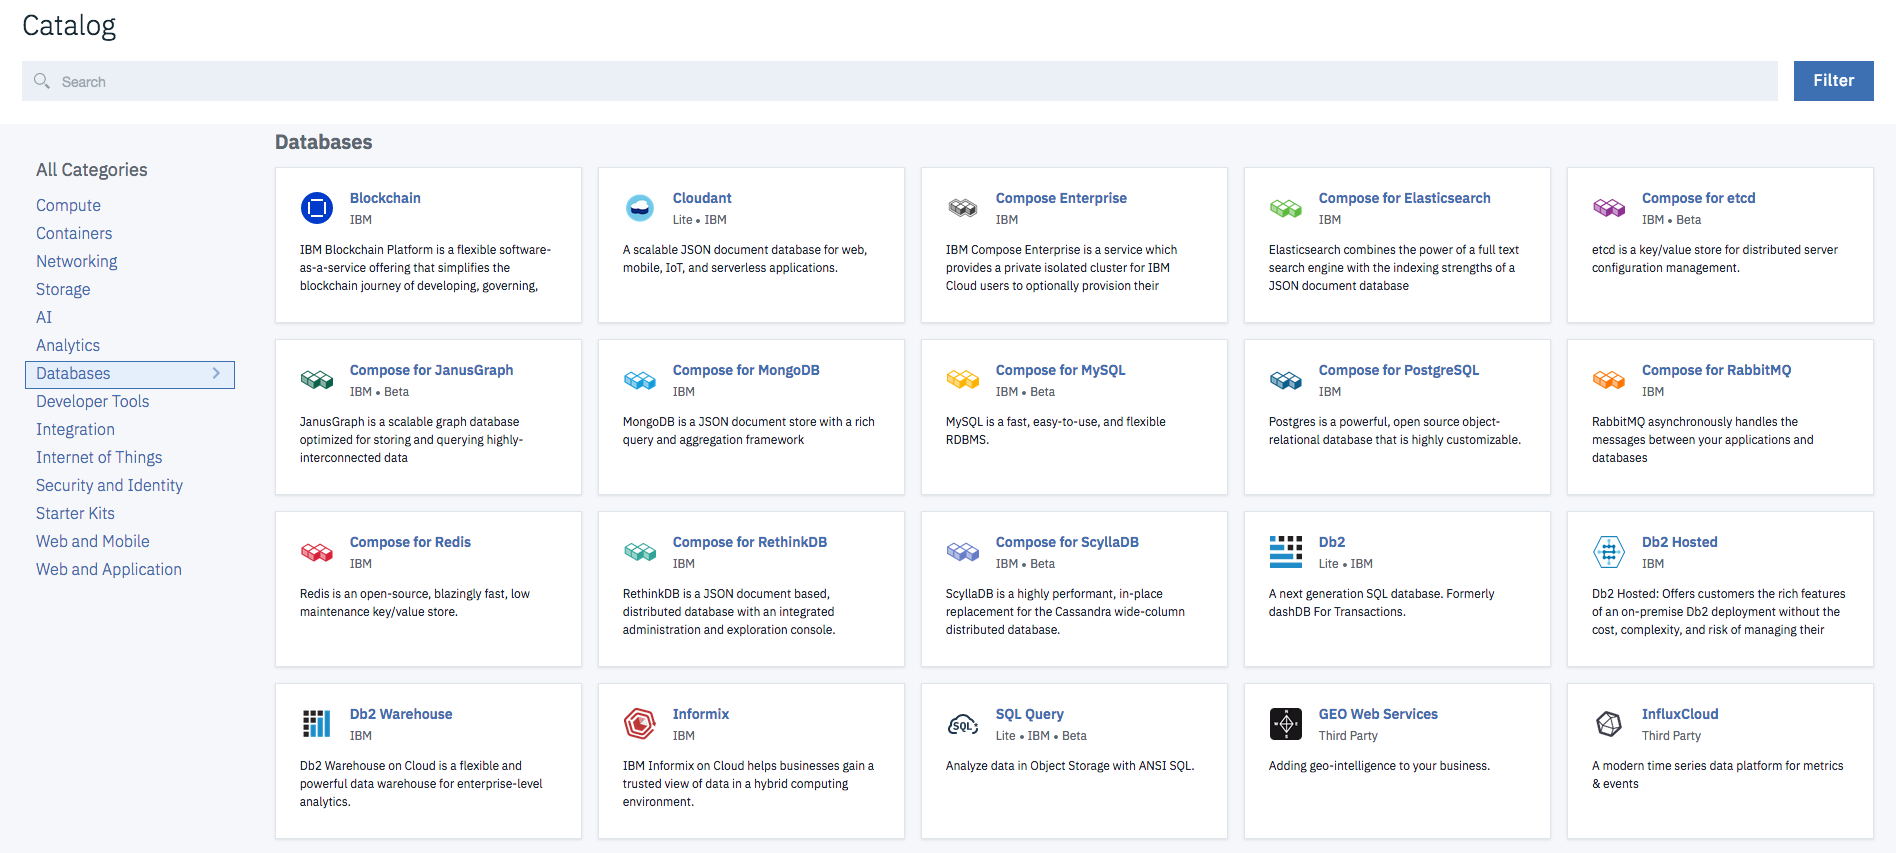 Catalog
Search
Filter
All Categories
Compute
Containers
Networking
Storage
AI
Analytics
Databases
Developer Tools
Integration
Internet of Things
Security and Identity
Starter Kits
Web and Mobile
Web and Application
Databases
Blockchain
IBM
IBM Blockchain Platform is a flexible software-
as-a-service offering that simplifies the
blockchain journey of developing, governing,
Cloudant
Lite • IBM
A scalable JSON document database for web,
mobile, IoT, and serverless applications.
Compose Enterprise
IBM
IBM Compose Enterprise is a service which
provides a private isolated cluster for IBM
Cloud users to optionally provision their
Compose for Elasticsearch
IBM
Elasticsearch combines the power of a full text
search engine with the indexing strengths of a
JSON document database
Compose for etcd
IBM • Beta
etcd is a key/value store for distributed server
configuration management.
Compose for JanusGraph
IBM • Beta
JanusGraph is a scalable graph database
optimized for storing and querying highly-
interconnected data
Compose for MongoDB
IBM
MongoDB is a JSON document store with a rich
query and aggregation framework
Compose for MySQL
IBM • Beta
MySQL is a fast, easy-to-use, and flexible
RDBMS.
Compose for PostgreSQL
IBM
Postgres is a powerful, open source object-
relational database that is highly customizable.
Compose for RabbitMQ
IBM
RabbitMQ asynchronously handles the
messages between your applications and
databases
Compose for Redis
IBM
Redis is an open-source, blazingly fast, low
maintenance key/value store.
Compose for RethinkDB
IBM
RethinkDB is a JSON document based,
distributed database with an integrated
administration and exploration console.
Compose for ScyllaDB
IBM • Beta
ScyllaDB is a highly performant, in-place
replacement for the Cassandra wide-column
distributed database.
Db2
Lite • IBM
A next generation SQL database. Formerly
dashDB For Transactions.
Db2 Hosted
IBM
Db2 Hosted: Offers customers the rich features
of an on-premise Db2 deployment without the
cost, complexity, and risk of managing their
Db2 Warehouse
IBM
Db2 Warehouse on Cloud is a flexible and
powerful data warehouse for enterprise-level
analytics.
Informix
IBM
IBM Informix on Cloud helps businesses gain a
trusted view of data in a hybrid computing
environment.
SQL
SQL Query
Lite • IBM • Beta
Analyze data in Object Storage with ANSI SQL.
GEO Web Services
Third Party
Adding geo-intelligence to your business.
InfluxCloud
Third Party
A modern time series data platform for metrics
& events